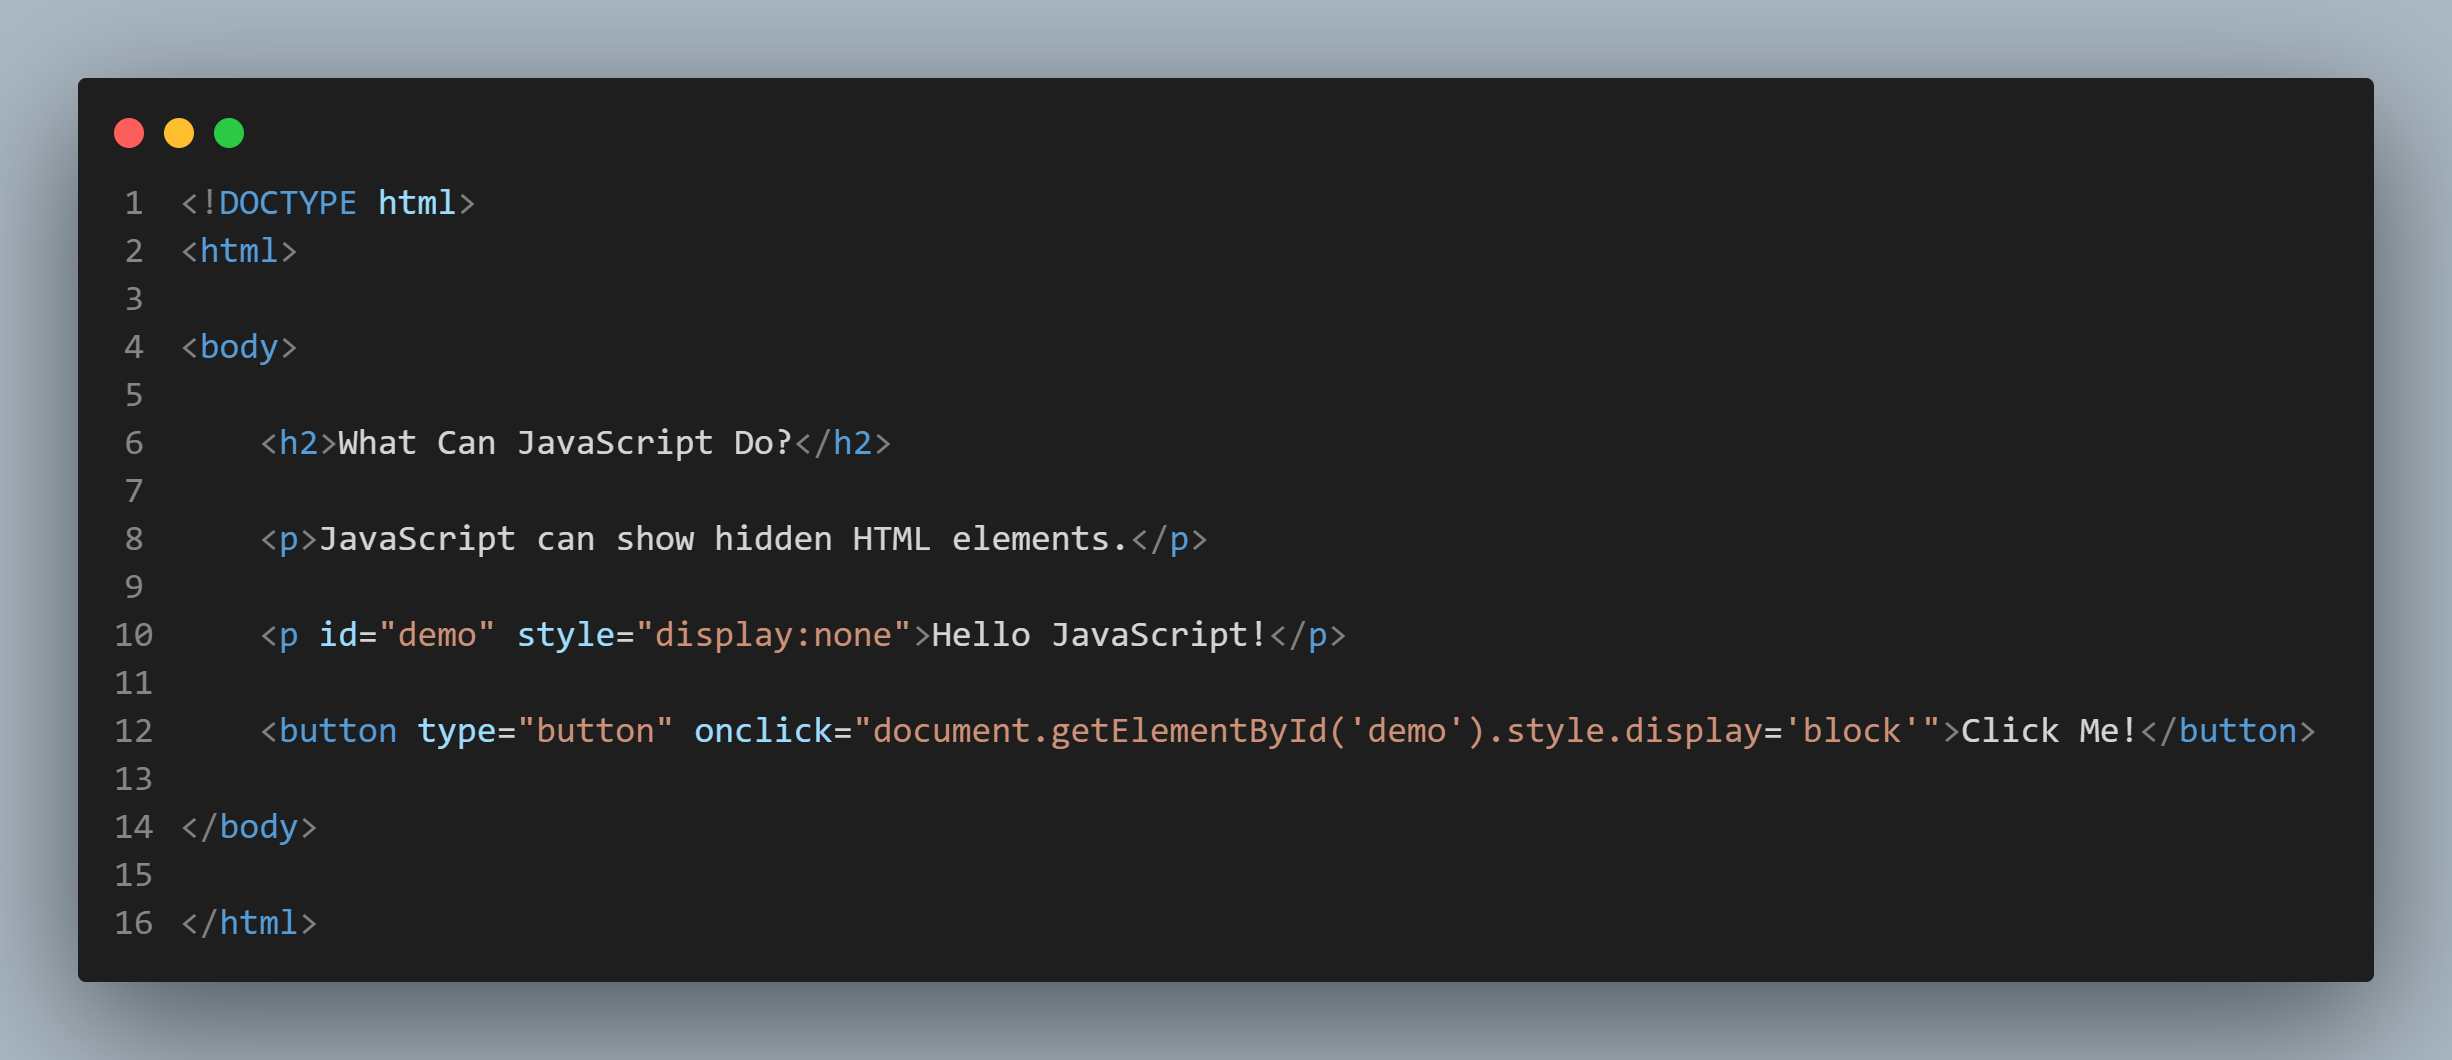 1 <!DOCTYPE html>
2 <html>
3
4 <body>
5
6     <h2>What Can JavaScript Do?</h2>
7
8     <p>JavaScript can show hidden HTML elements.</p>
9
10     <p id="demo" style="display:none">Hello JavaScript!</p>
11
12     <button type="button" onclick="document.getElementById('demo').style.display='block'">Click Me!</button>
13
14 </body>
15
16 </html>